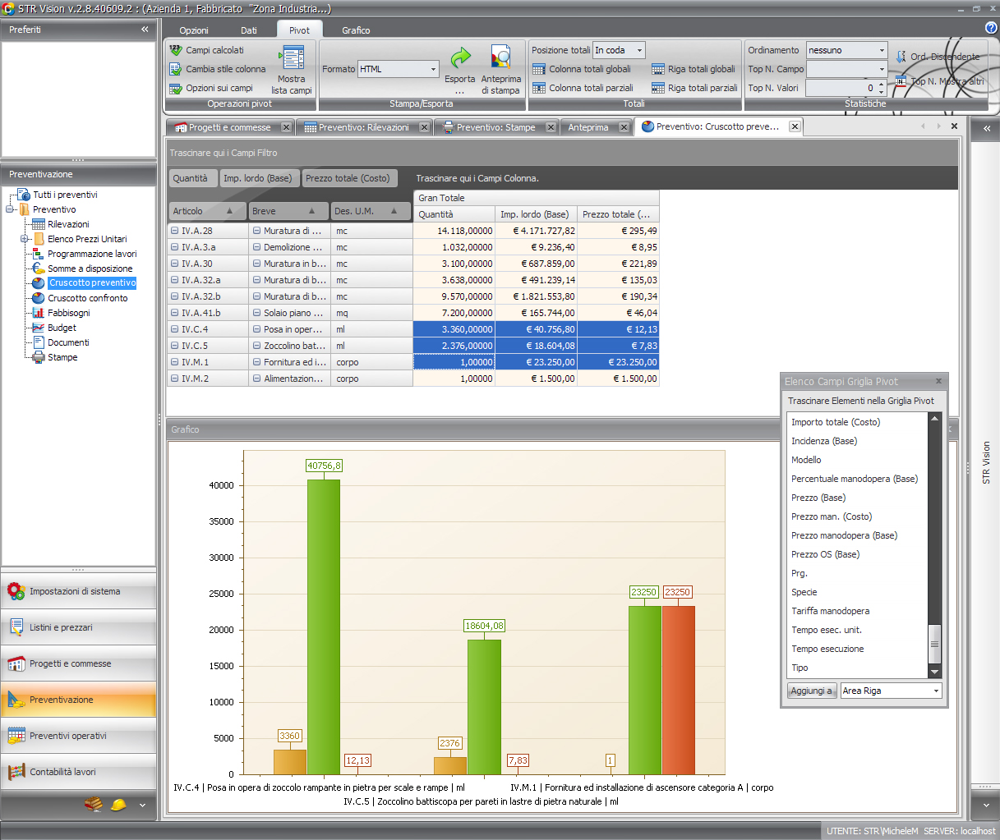 STR Vision v.2.8.40609.2 : (Azienda 1, Fabbricato "Zona Industria...)
Preferiti
Opzioni Dati Pivot Grafico
Campi calcolati
Cambia stile colonna
Opzioni sui campi
Mostra
lista campi
Operazioni pivot
Formato HTML
Esporta
...
Anteprima
di stampa
Stampa/Esporta
Posizione totali In coda
Colonna totali globali
Riga totali globali
Colonna totali parziali
Riga totali parziali
Totali
Ordinamento nessuno
Ord. Discendente
Top N. Campo
Top N. Valori 0
Top N. Mostra altri
Statistiche
Progetti e commesse
Preventivo: Rilevazioni
Preventivo: Stampe
Anteprima
Preventivo: Cruscotto preve...
Preventivazione
Tutti i preventivi
Preventivo
Rilevazioni
Elenco Prezzi Unitari
Programmazione lavori
Somme a disposizione
Cruscotto preventivo
Cruscotto confronto
Fabbisogni
Budget
Documenti
Stampe
Impostazioni di sistema
Listini e prezzari
Progetti e commesse
Preventivazione
Preventivi operativi
Contabilità lavori
Trascinare qui i Campi Filtro
Quantità Imp. lordo (Base) Prezzo totale (Costo) Trascinare qui i Campi Colonna.
Gran Totale
Articolo Breve Des. U.M. Quantità Imp. lordo (Base) Prezzo totale (...
IV.A.28 Muratura di ... mc 14.118,00000 € 4.171.727,82 € 295,49
IV.A.3.a Demolizione ... mc 1.032,00000 € 9.236,40 € 8,95
IV.A.30 Muratura in b... mc 3.100,00000 € 687.859,00 € 221,89
IV.A.32.a Muratura di b... mc 3.638,00000 € 491.239,14 € 135,03
IV.A.32.b Muratura di b... mc 9.570,00000 € 1.821.553,80 € 190,34
IV.A.41.b Solaio piano ... mq 7.200,00000 € 165.744,00 € 46,04
IV.C.4 Posa in oper... ml 3.360,00000 € 40.756,80 € 12,13
IV.C.5 Zoccolino bat... ml 2.376,00000 € 18.604,08 € 7,83
IV.M.1 Fornitura ed i... corpo 1,00000 € 23.250,00 € 23.250,00
IV.M.2 Alimentazion... corpo 1,00000 € 1.500,00 € 1.500,00
Grafico
40000
35000
30000
25000
20000
15000
10000
5000
0
3360 40756,8 12,13
2376 18604,08 7,83
1 23250 23250
IV.C.4 | Posa in opera di zoccolo rampante in pietra per scale e rampe | ml
IV.M.1 | Fornitura ed installazione di ascensore categoria A | corpo
IV.C.5 | Zoccolino battiscopa per pareti in lastre di pietra naturale | ml
Elenco Campi Griglia Pivot
Trascinare Elementi nella Griglia Pivot
Importo totale (Costo)
Incidenza (Base)
Modello
Percentuale manodopera (Base)
Prezzo (Base)
Prezzo man. (Costo)
Prezzo manodopera (Base)
Prezzo OS (Base)
Prg.
Specie
Tariffa manodopera
Tempo esec. unit.
Tempo esecuzione
Tipo
Aggiungi a Area Riga
STR Vision
UTENTE: STR\MicheleM SERVER: localhost